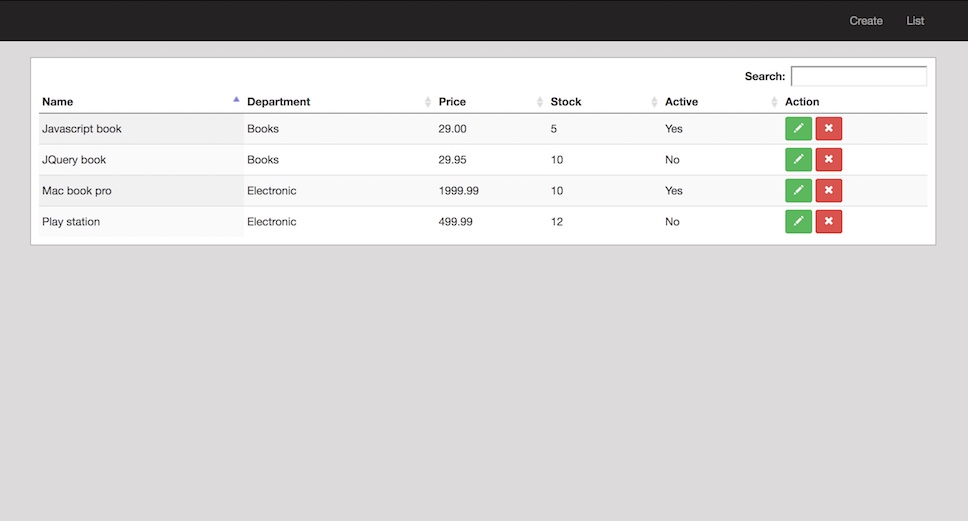 Create List
Search:
Name Department Price Stock Active Action
Javascript book Books 29.00 5 Yes
JQuery book Books 29.95 10 No
Mac book pro Electronic 1999.99 10 Yes
Play station Electronic 499.99 12 No